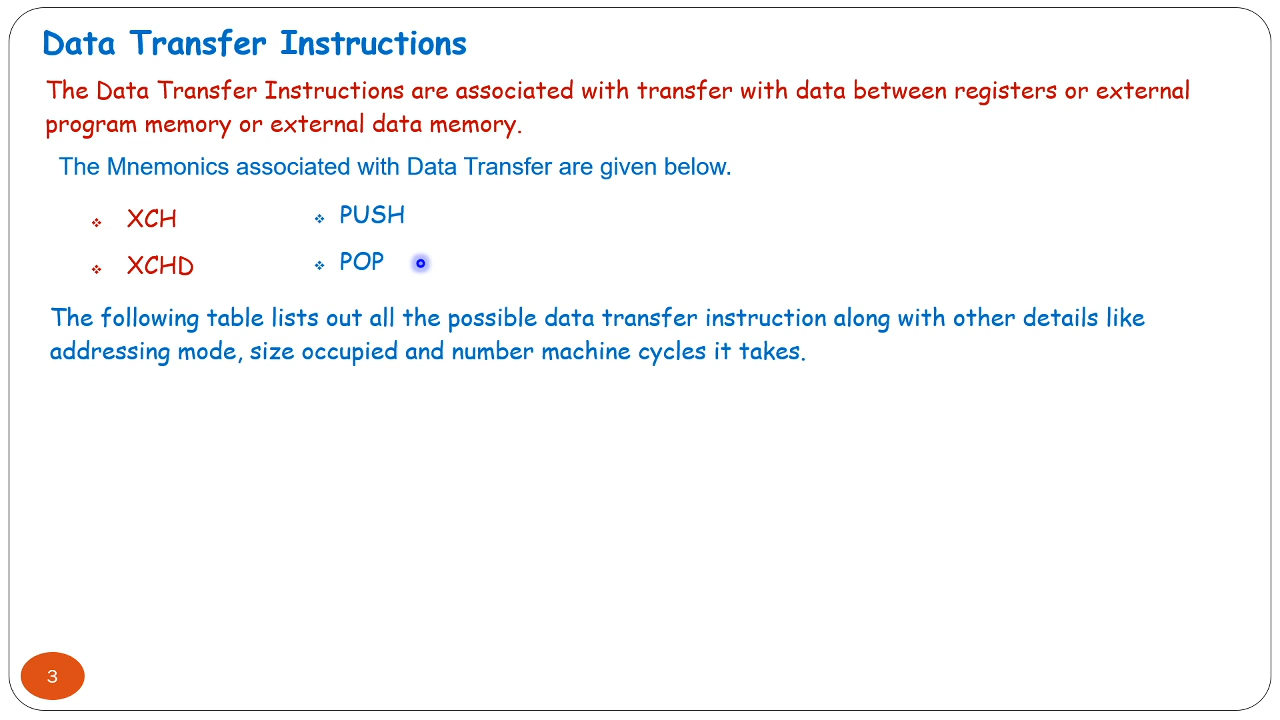 Data Transfer Instructions
The Data Transfer Instructions are associated with transfer with data between registers or external
program memory or external data memory.
The Mnemonics associated with Data Transfer are given below.
XCH
XCHD
PUSH
POP
The following table lists out all the possible data transfer instruction along with other details like
addressing mode, size occupied and number machine cycles it takes.
3